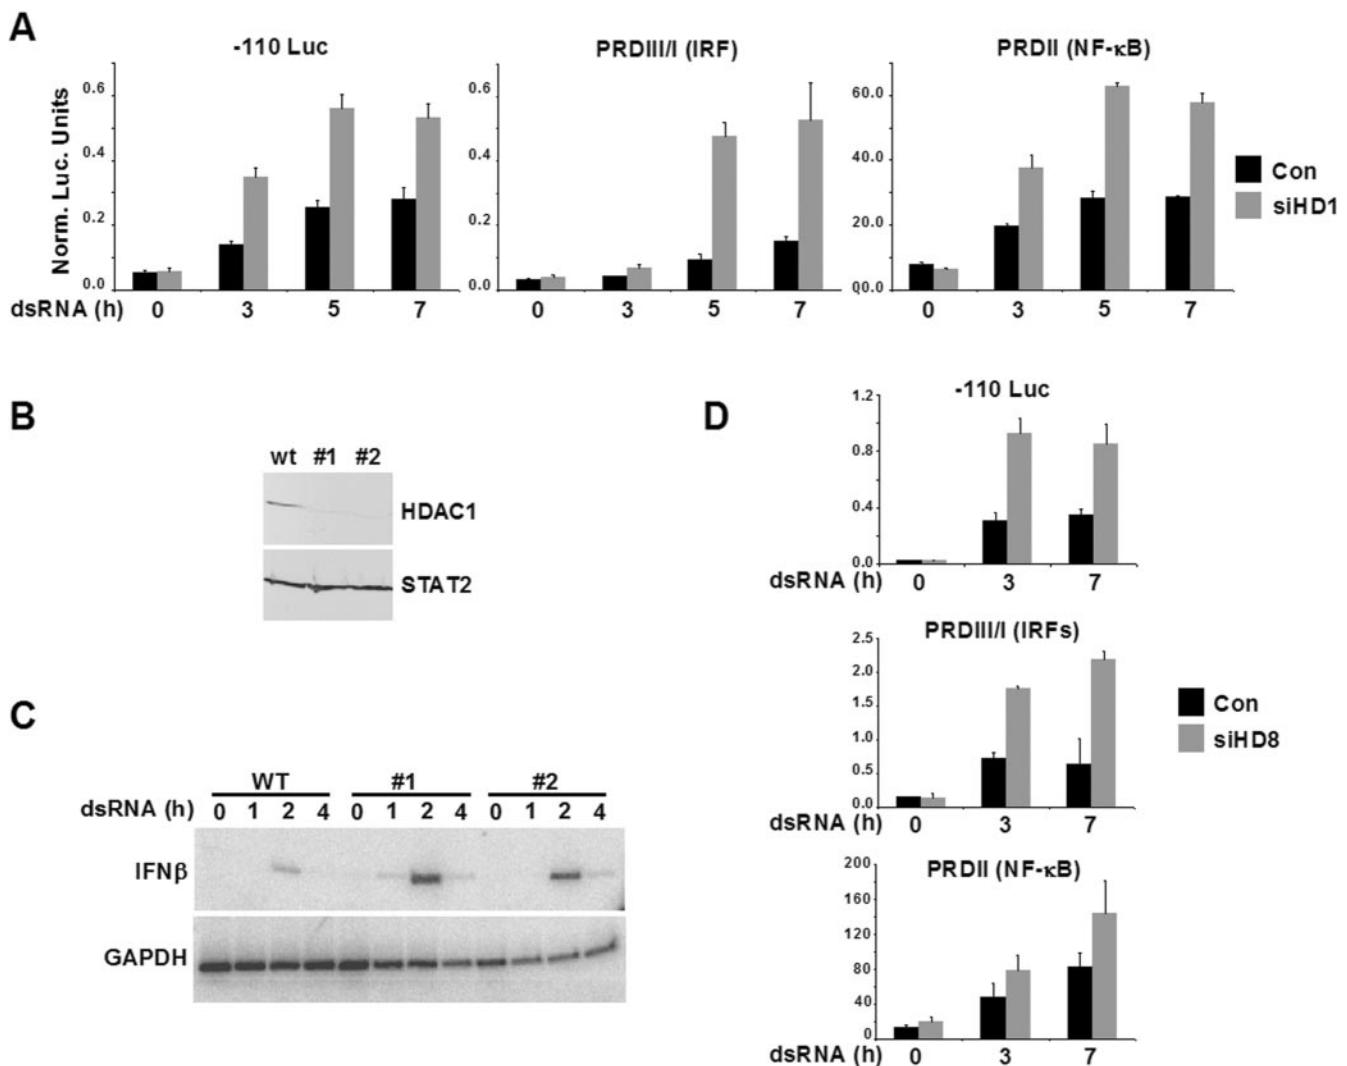 A
-110 Luc
PRDIII/I (IRF)
PRDII (NF-κB)
Norm. Luc. Units
0.6
0.4
0.2
0.0
0.6
0.4
0.2
0.0
60.0
40.0
20.0
00.0
Con
siHD1
dsRNA (h) 0 3 5 7
0 3 5 7
0 3 5 7
B
wt #1 #2
HDAC1
STAT2
C
WT #1 #2
dsRNA (h) 0 1 2 4 0 1 2 4 0 1 2 4
IFNβ
GAPDH
D
-110 Luc
1.2
0.8
0.4
0.0
dsRNA (h) 0 3 7
PRDIII/I (IRFs)
2.5
2.0
1.5
1.0
0.5
0.0
dsRNA (h) 0 3 7
Con
siHD8
PRDII (NF-κB)
200
160
120
80
40
0
dsRNA (h) 0 3 7